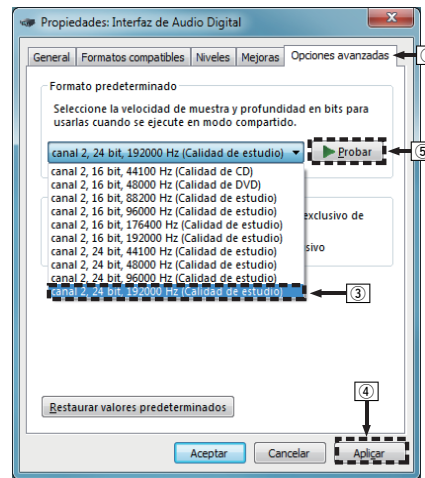 Propiedades: Interfaz de Audio Digital
General Formatos compatibles Niveles Mejoras Opciones avanzadas
Formato predeterminado
Seleccione la velocidad de muestra y profundidad en bits para
usarlas cuando se ejecute en modo compartido.
canal 2, 24 bit, 192000 Hz (Calidad de estudio) Probar ⑤
canal 2, 16 bit, 44100 Hz (Calidad de CD)
canal 2, 16 bit, 48000 Hz (Calidad de DVD)
canal 2, 16 bit, 88200 Hz (Calidad de estudio)
canal 2, 16 bit, 96000 Hz (Calidad de estudio)
canal 2, 16 bit, 176400 Hz (Calidad de estudio)
canal 2, 16 bit, 192000 Hz (Calidad de estudio)
canal 2, 24 bit, 44100 Hz (Calidad de estudio)
canal 2, 24 bit, 48000 Hz (Calidad de estudio)
canal 2, 24 bit, 96000 Hz (Calidad de estudio)
canal 2, 24 bit, 192000 Hz (Calidad de estudio)
exclusivo de
sivo
③
④
Restaurar valores predeterminados
Aceptar Cancelar Aplicar